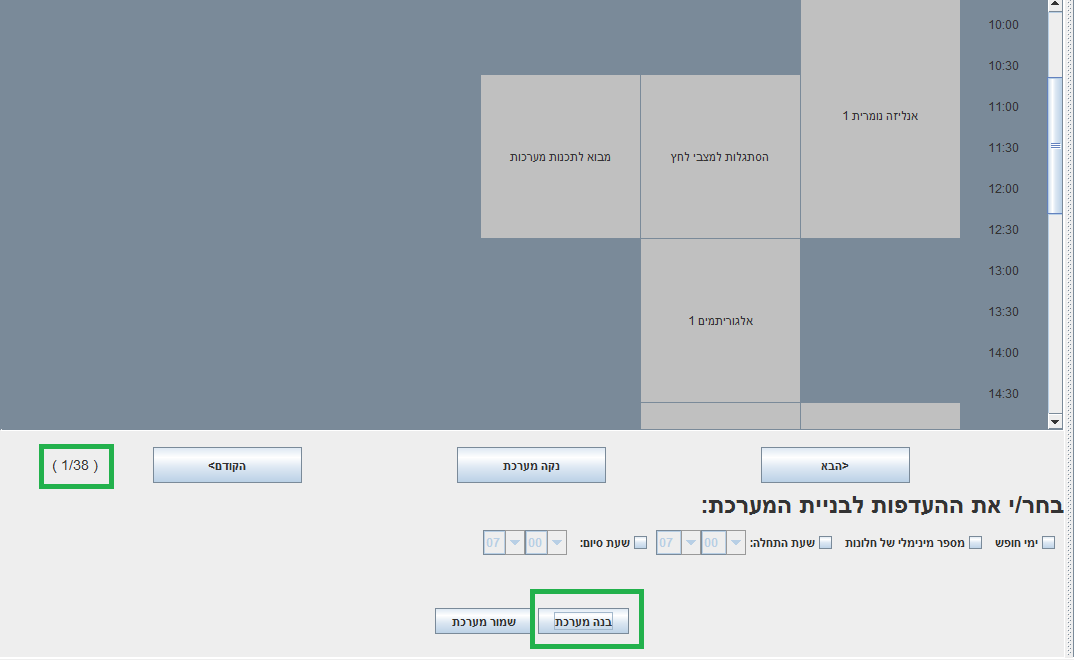 10:00
10:30
11:00
אנליזה נומרית 1
11:30
הסתגלות למצבי לחץ
מבוא לתכנות מערכות
12:00
12:30
13:00
13:30
אלגוריתמים 1
14:00
14:30
הבא>
נקה מערכת
<הקודם
( 1/38 )
בחר/י את ההעדפות לבניית המערכת:
ימי חופש מספר מינימלי של חלונות שעת התחלה: 00 07 שעת סיום: 00 07
בנה מערכת שמור מערכת